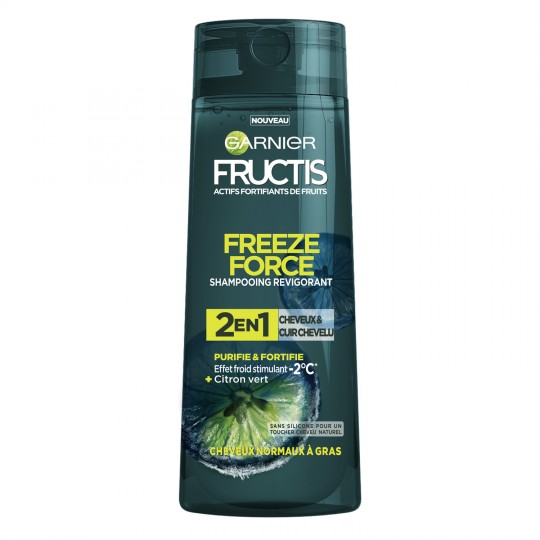 NOUVEAU
GARNIER
FRUCTIS
ACTIFS FORTIFIANTS DE FRUITS
FREEZE
FORCE
SHAMPOOING REVIGORANT
2EN1 CHEVEUX &
CUIR CHEVELU
PURIFIE & FORTIFIE
Effet froid stimulant -2°C*
+ Citron vert
SANS SILICONE POUR UN
TOUCHER CHEVEU NATUREL
CHEVEUX NORMAUX À GRAS